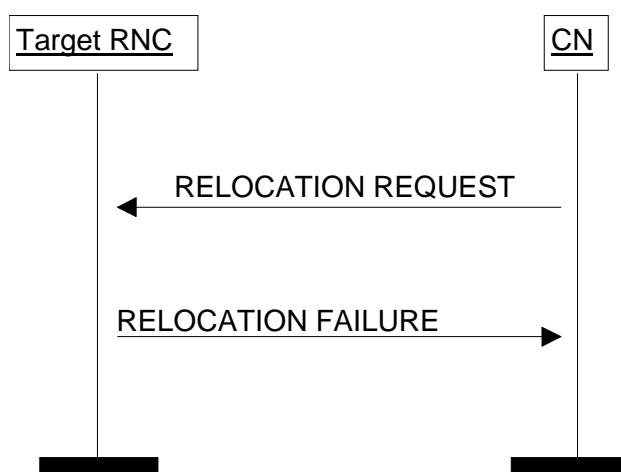 Target RNC
CN
RELOCATION REQUEST
RELOCATION FAILURE